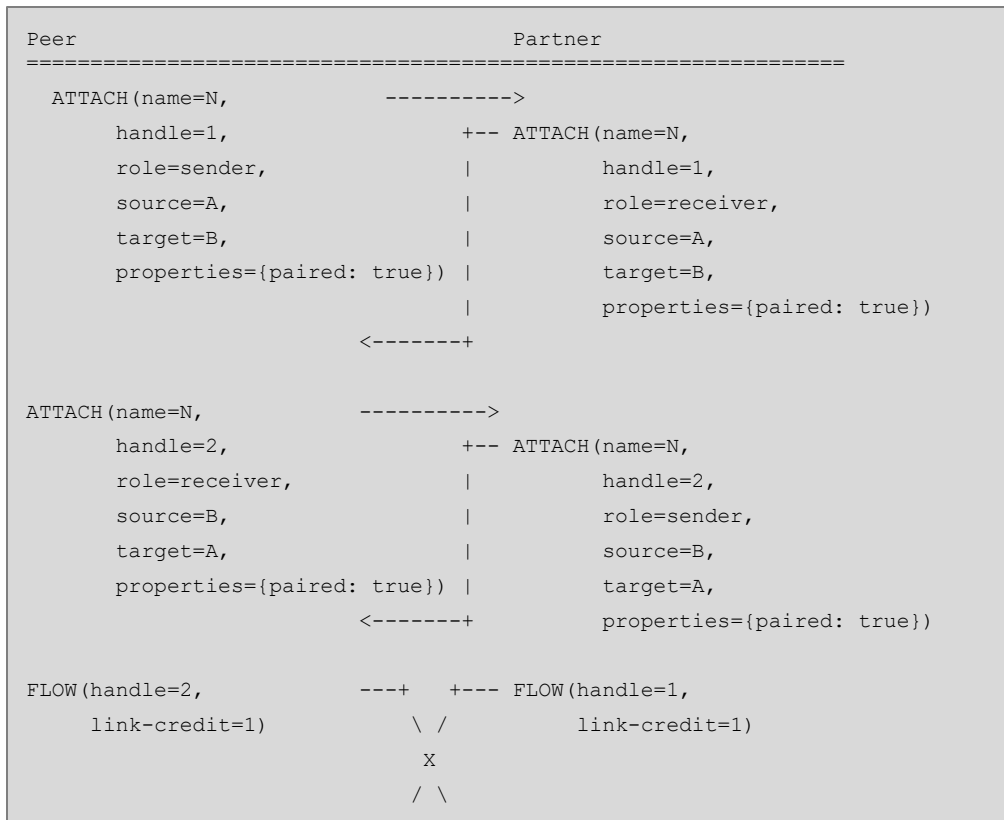 Peer                                  Partner
================================================================
  ATTACH(name=N,             ---------->
       handle=1,                  +-- ATTACH(name=N,
       role=sender,               |          handle=1,
       source=A,                  |          role=receiver,
       target=B,                  |          source=A,
       properties={paired: true}) |          target=B,
                                  |          properties={paired: true})
                          <-------+
ATTACH(name=N,            ---------->
       handle=2,                  +-- ATTACH(name=N,
       role=receiver,             |          handle=2,
       source=B,                  |          role=sender,
       target=A,                  |          source=B,
       properties={paired: true}) |          target=A,
                          <-------+          properties={paired: true})
FLOW(handle=2,            ---+   +--- FLOW(handle=1,
     link-credit=1)           \ /          link-credit=1)
                               X
                              / \